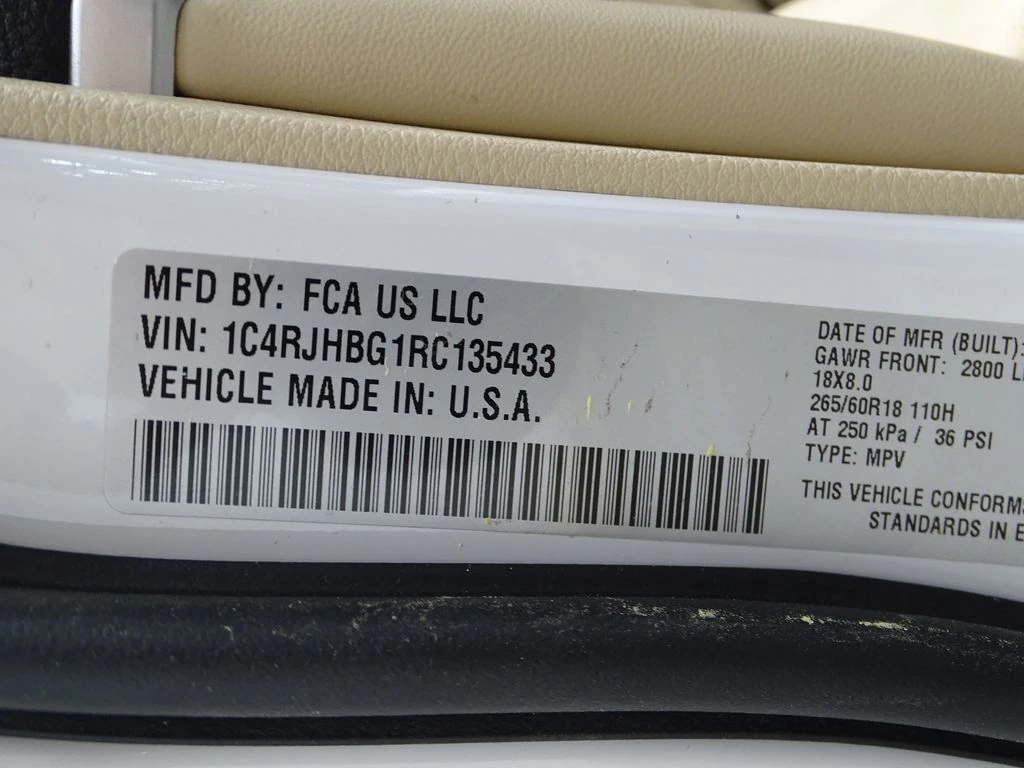 MFD BY: FCA US LLC
VIN: 1C4RJHBG1RC135433
VEHICLE MADE IN: U.S.A.
DATE OF MFR (BUILT):
GAWR FRONT: 2800
18X8.0
265/60R18 110H
AT 250 kPa / 36 PSI
TYPE: MPV
THIS VEHICLE CONFORMS
STANDARDS IN